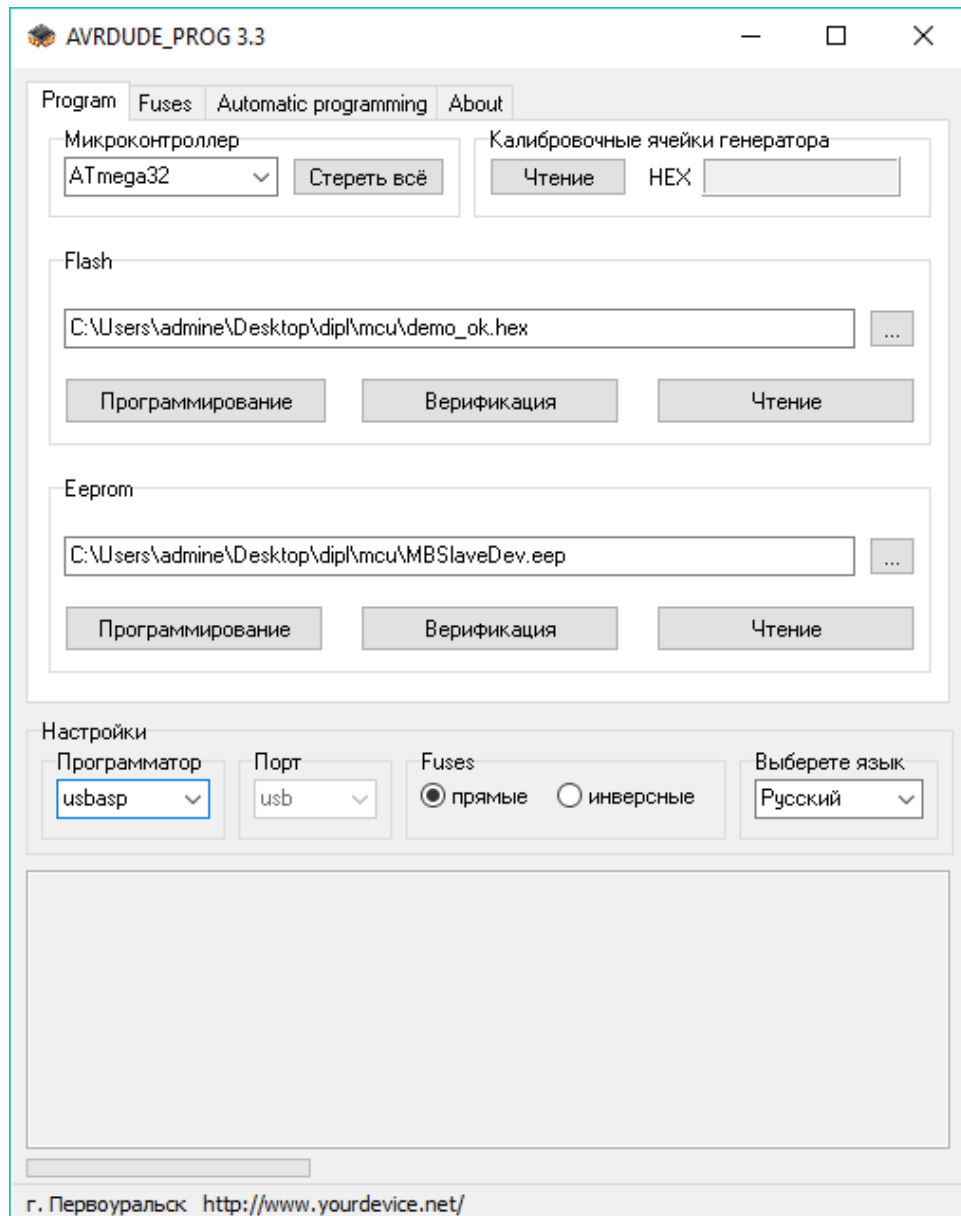 AVRDUDE_PROG 3.3
Program Fuses Automatic programming About
Микроконтроллер Калибровочные ячейки генератора
ATmega32 Стереть всё Чтение HEX
Flash
C:\Users\admine\Desktop\dipl\mcu\demo_ok.hex ...
Программирование Верификация Чтение
Eeprom
C:\Users\admine\Desktop\dipl\mcu\MBSlaveDev.eep ...
Программирование Верификация Чтение
Настройки
Программатор Порт Fuses Выберете язык
usbasp usb прямые инверсные Русский
г. Первоуральск http://www.yourdevice.net/